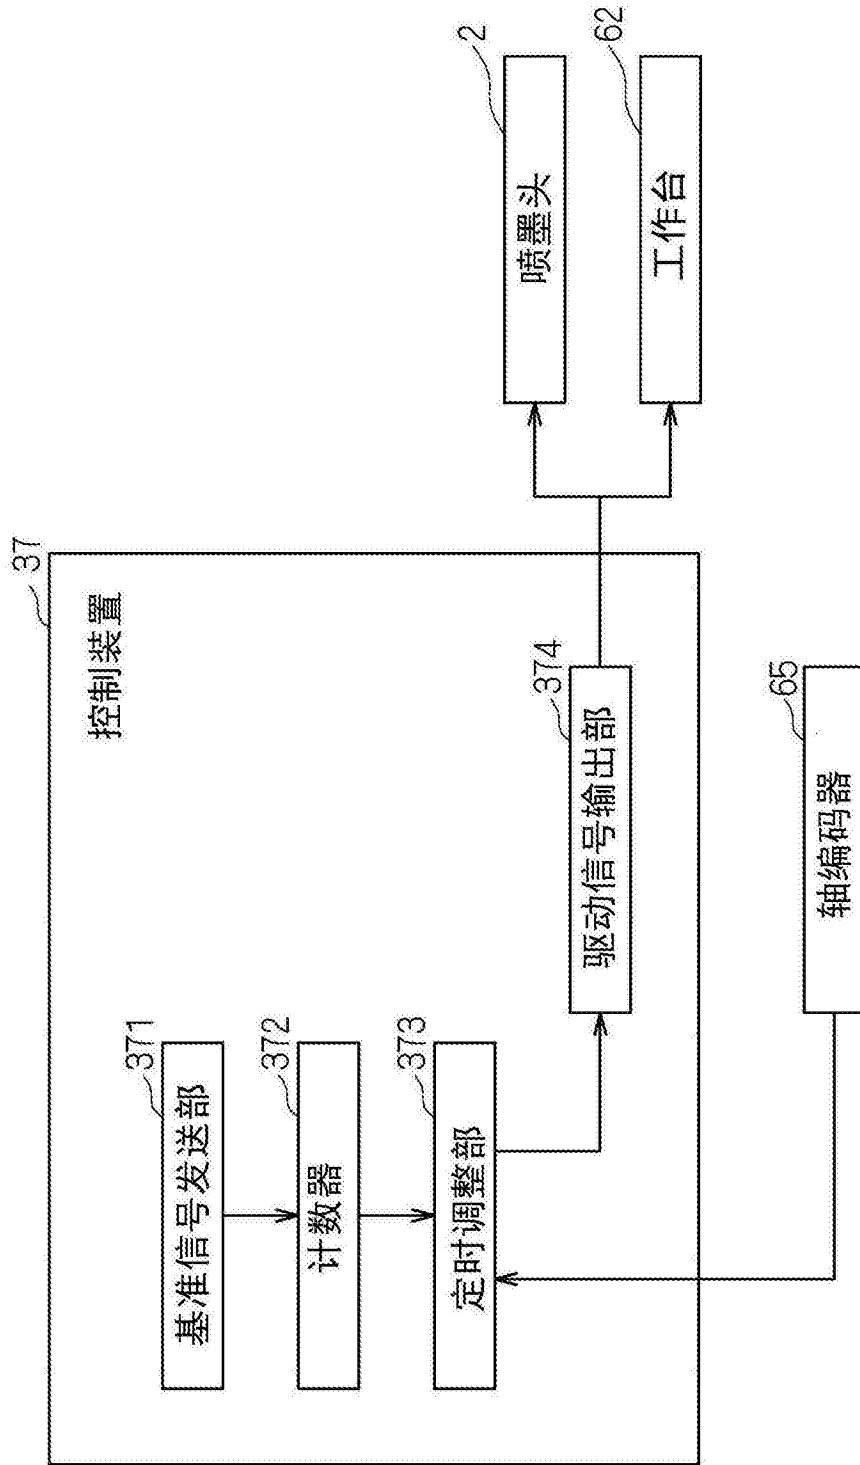 37
控制装置
371
基准信号发送部
372
计数器
373
定时调整部
374
驱动信号输出部
2
喷墨头
62
工作台
65
轴编码器